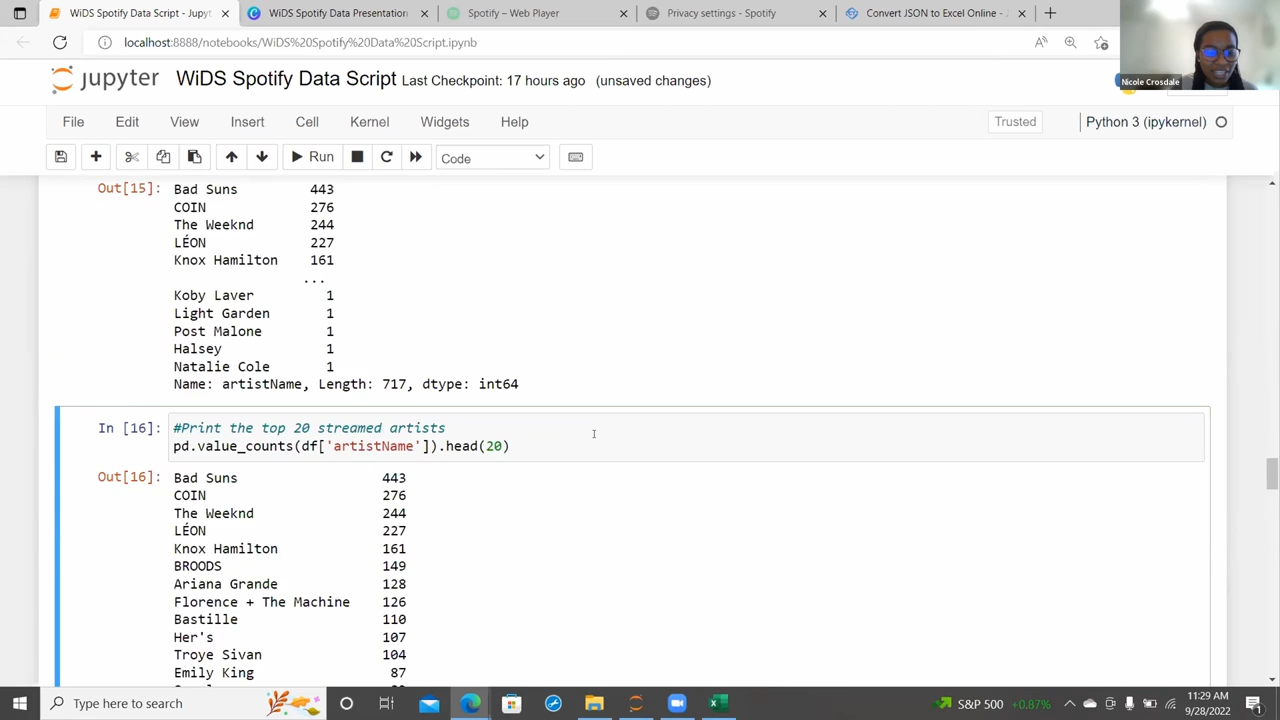 WiDS Spotify Data Script - Jupyt
WiDS Spotify Data Presentation
Spotify – Web Player
Privacy settings - Spotify
Convert JSON to Excel Online -
localhost:8888/notebooks/WiDS%20Spotify%20Data%20Script.ipynb
Nicole Crosdale
jupyter WiDS Spotify Data Script Last Checkpoint: 17 hours ago (unsaved changes)
File Edit View Insert Cell Kernel Widgets Help Trusted Python 3 (ipykernel)
Run Code
Out[15]: Bad Suns 443
COIN 276
The Weeknd 244
LÉON 227
Knox Hamilton 161
...
Koby Laver 1
Light Garden 1
Post Malone 1
Halsey 1
Natalie Cole 1
Name: artistName, Length: 717, dtype: int64
In [16]: #Print the top 20 streamed artists
pd.value_counts(df['artistName']).head(20)
Out[16]: Bad Suns 443
COIN 276
The Weeknd 244
LÉON 227
Knox Hamilton 161
BROODS 149
Ariana Grande 128
Florence + The Machine 126
Bastille 110
Her's 107
Troye Sivan 104
Emily King 87
Type here to search
S&P 500 +0.87%
11:29 AM
9/28/2022
1